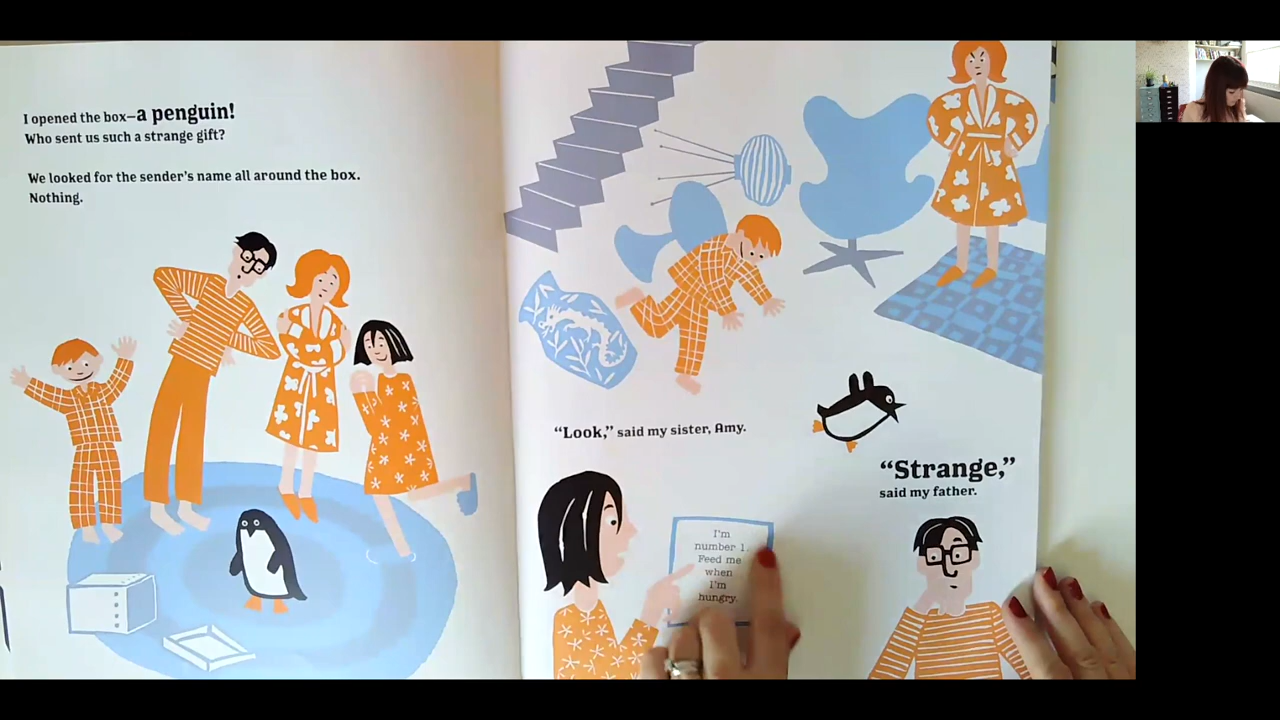 I opened the box—a penguin!
Who sent us such a strange gift?
We looked for the sender's name all around the box.
Nothing.
"Look," said my sister, Amy.
I'm
number 1.
Feed me
when
I'm
hungry.
"Strange,"
said my father.